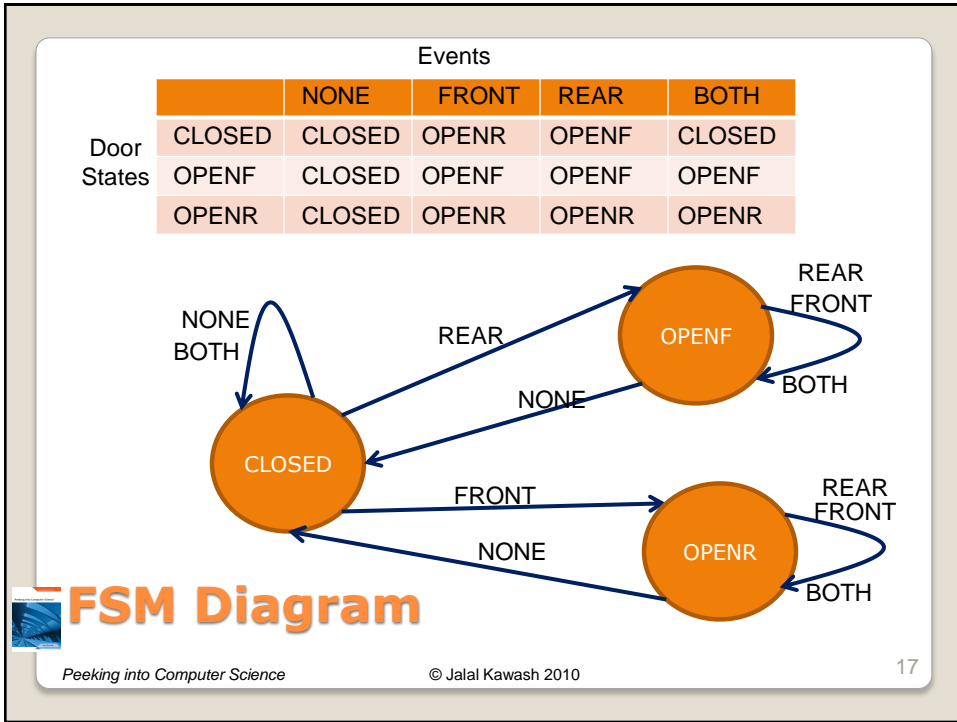 Events
NONE FRONT REAR BOTH
CLOSED CLOSED OPENR OPENF CLOSED
Door
States
OPENF CLOSED OPENF OPENF OPENF
OPENR CLOSED OPENR OPENR OPENR
REAR
FRONT
NONE
BOTH
REAR
OPENF
BOTH
NONE
CLOSED
FRONT
REAR
FRONT
NONE
OPENR
BOTH
FSM Diagram
Peeking into Computer Science
© Jalal Kawash 2010
17